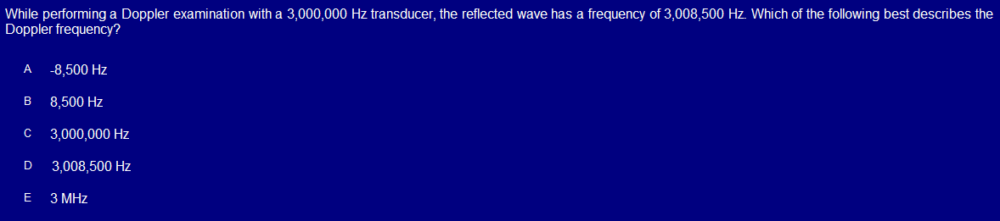 While performing a Doppler examination with a 3,000,000 Hz transducer, the reflected wave has a frequency of 3,008,500 Hz. Which of the following best describes the
Doppler frequency?
A -8,500 Hz
B 8,500 Hz
C 3,000,000 Hz
D 3,008,500 Hz
E 3 MHz